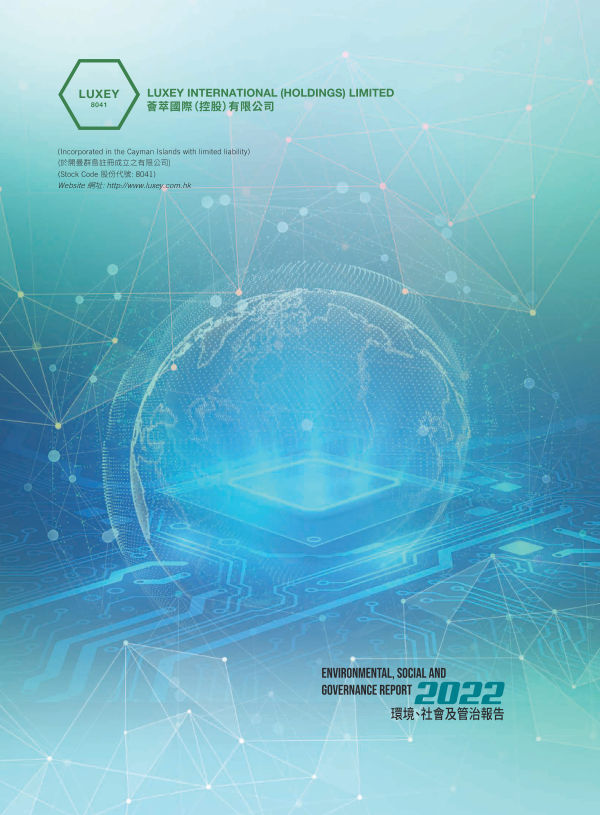 LUXEY
8041
LUXEY INTERNATIONAL (HOLDINGS) LIMITED
薈萃國際（控股）有限公司
(Incorporated in the Cayman Islands with limited liability)
(於開曼群島註冊成立之有限公司)
(Stock Code 股份代號: 8041)
Website 網址: http://www.luxey.com.hk
ENVIRONMENTAL, SOCIAL AND
GOVERNANCE REPORT 2022
環境、社會及管治報告